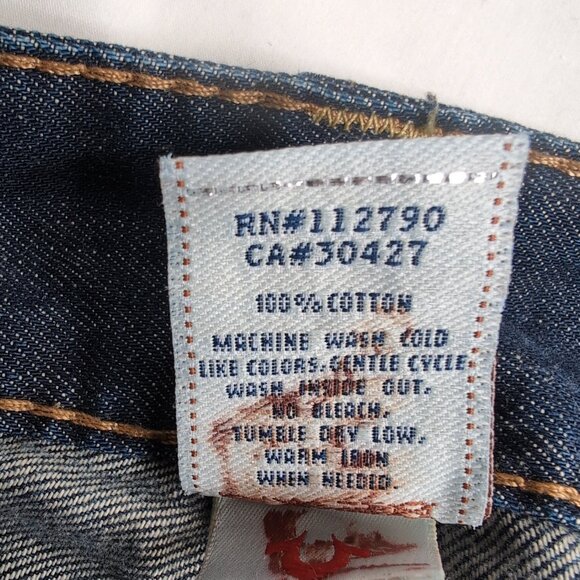 RN#112790
CA#30427
100% COTTON
MACHINE WASH COLD
LIKE COLORS. GENTLE CYCLE
WASH INSIDE OUT.
NO BLEACH.
TUMBLE DRY LOW.
WARM IRON
WHEN NEEDED.